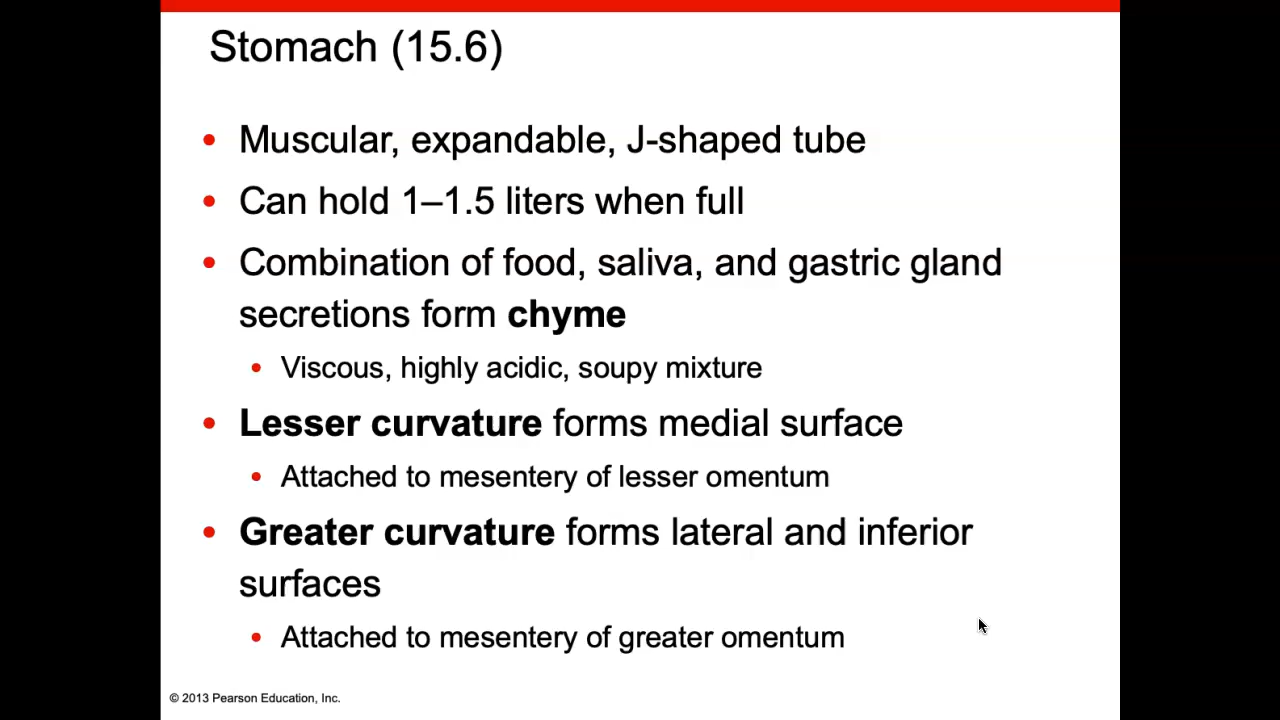 Stomach (15.6)
• Muscular, expandable, J-shaped tube
• Can hold 1–1.5 liters when full
• Combination of food, saliva, and gastric gland
secretions form chyme
• Viscous, highly acidic, soupy mixture
• Lesser curvature forms medial surface
• Attached to mesentery of lesser omentum
• Greater curvature forms lateral and inferior
surfaces
• Attached to mesentery of greater omentum
© 2013 Pearson Education, Inc.